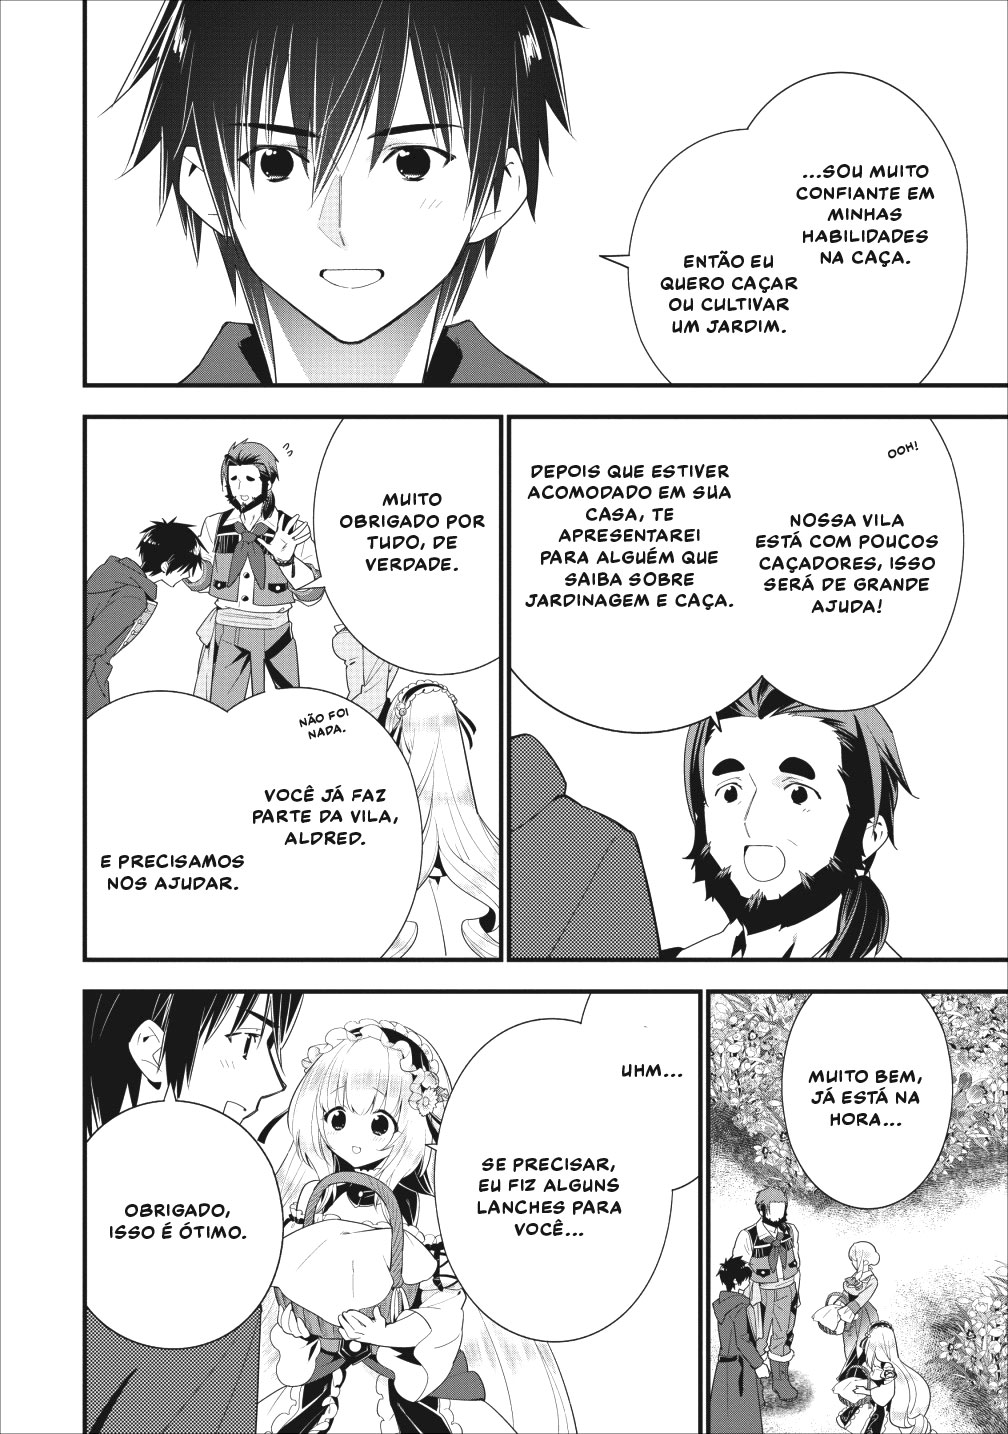 ...SOU MUITO
CONFIANTE EM
MINHAS
HABILIDADES
NA CAÇA.
ENTÃO EU
QUERO CAÇAR
OU CULTIVAR
UM JARDIM.
OOH!
NOSSA VILA
ESTÁ COM POUCOS
CAÇADORES, ISSO
SERÁ DE GRANDE
AJUDA!
DEPOIS QUE ESTIVER
ACOMODADO EM SUA
CASA, TE
APRESENTAREI
PARA ALGUÉM QUE
SAIBA SOBRE
JARDINAGEM E CAÇA.
MUITO
OBRIGADO POR
TUDO, DE
VERDADE.
NÃO FOI
NADA.
VOCÊ JÁ FAZ
PARTE DA VILA,
ALDRED.
E PRECISAMOS
NOS AJUDAR.
MUITO BEM,
JÁ ESTÁ NA
HORA...
UHM...
SE PRECISAR,
EU FIZ ALGUNS
LANCHES PARA
VOCÊ...
OBRIGADO,
ISSO É ÓTIMO.